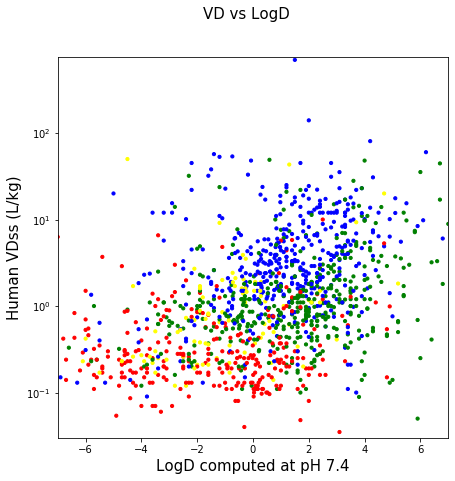 VD vs LogD
Human VDss (L/kg)
10²
10¹
10⁰
10⁻¹
−6 −4 −2 0 2 4 6
LogD computed at pH 7.4